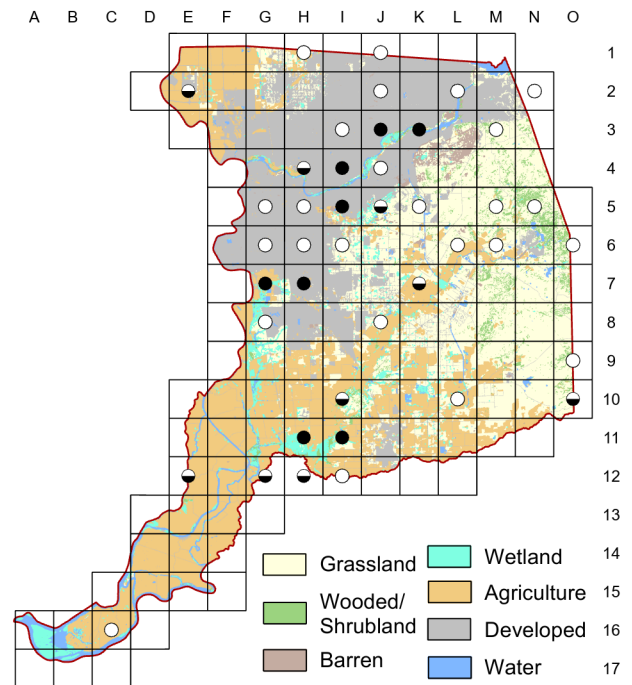 A B C D E F G H I J K L M N O
1
2
3
4
5
6
7
8
9
10
11
12
13
14
15
16
17
Grassland
Wooded/
Shrubland
Barren
Wetland
Agriculture
Developed
Water